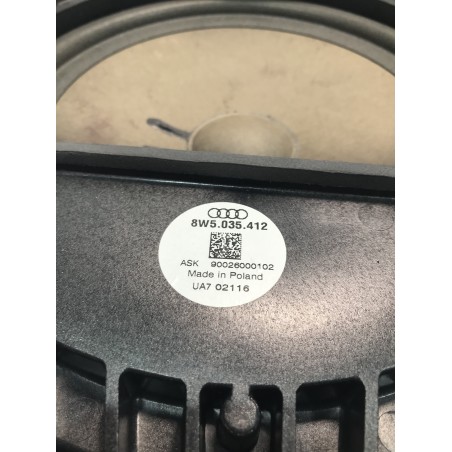 8W5.035.412
ASK 90026000102
Made in Poland
UA7 02116